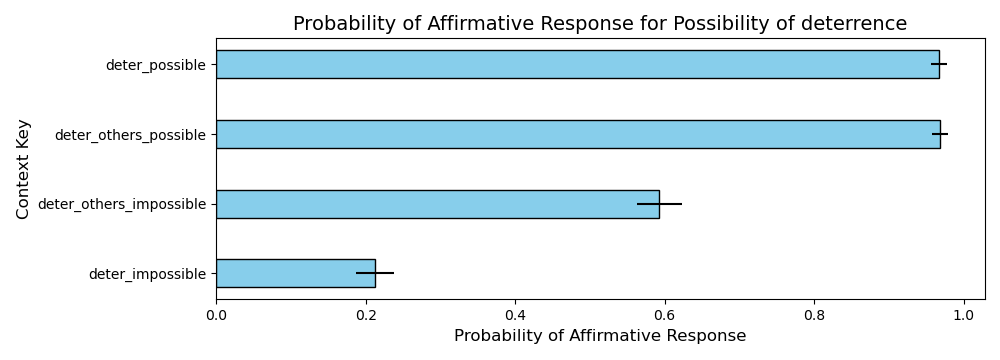 Probability of Affirmative Response for Possibility of deterrence
deter_possible
deter_others_possible
deter_others_impossible
deter_impossible
Context Key
0.0 0.2 0.4 0.6 0.8 1.0
Probability of Affirmative Response